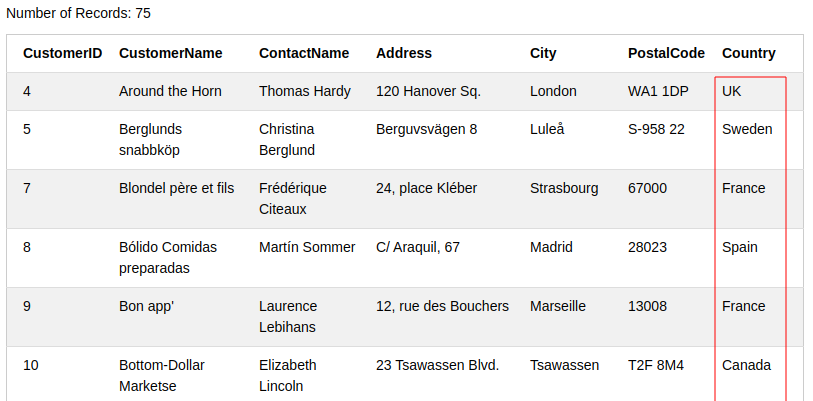 Number of Records: 75
CustomerID CustomerName ContactName Address City PostalCode Country
4 Around the Horn Thomas Hardy 120 Hanover Sq. London WA1 1DP UK
5 Berglunds Christina Berguvsvägen 8 Luleå S-958 22 Sweden
snabbköp Berglund
7 Blondel père et fils Frédérique 24, place Kléber Strasbourg 67000 France
Citeaux
8 Bólido Comidas Martín Sommer C/ Araquil, 67 Madrid 28023 Spain
preparadas
9 Bon app' Laurence 12, rue des Bouchers Marseille 13008 France
Lebihans
10 Bottom-Dollar Elizabeth 23 Tsawassen Blvd. Tsawassen T2F 8M4 Canada
Marketse Lincoln